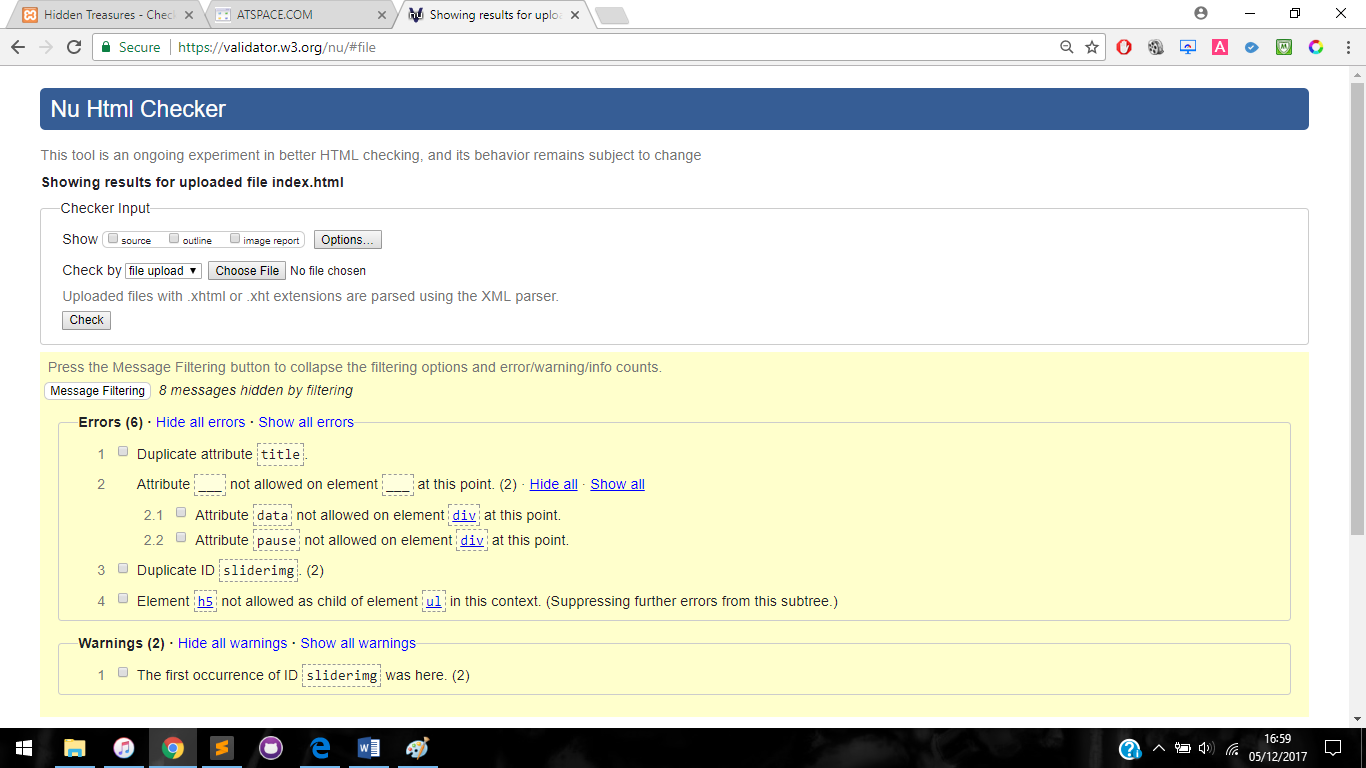 Hidden Treasures - Chec
ATSPACE.COM
Showing results for uplo
Secure
https://validator.w3.org/nu/#file
Nu Html Checker
This tool is an ongoing experiment in better HTML checking, and its behavior remains subject to change
Showing results for uploaded file index.html
Checker Input
Show source outline image report Options...
Check by file upload Choose File No file chosen
Uploaded files with .xhtml or .xht extensions are parsed using the XML parser.
Check
Press the Message Filtering button to collapse the filtering options and error/warning/info counts.
Message Filtering 8 messages hidden by filtering
Errors (6) · Hide all errors · Show all errors
1 Duplicate attribute title.
2 Attribute ___ not allowed on element ___ at this point. (2) · Hide all · Show all
2.1 Attribute data not allowed on element div at this point.
2.2 Attribute pause not allowed on element div at this point.
3 Duplicate ID sliderimg. (2)
4 Element h5 not allowed as child of element ul in this context. (Suppressing further errors from this subtree.)
Warnings (2) · Hide all warnings · Show all warnings
1 The first occurrence of ID sliderimg was here. (2)
16:59
05/12/2017